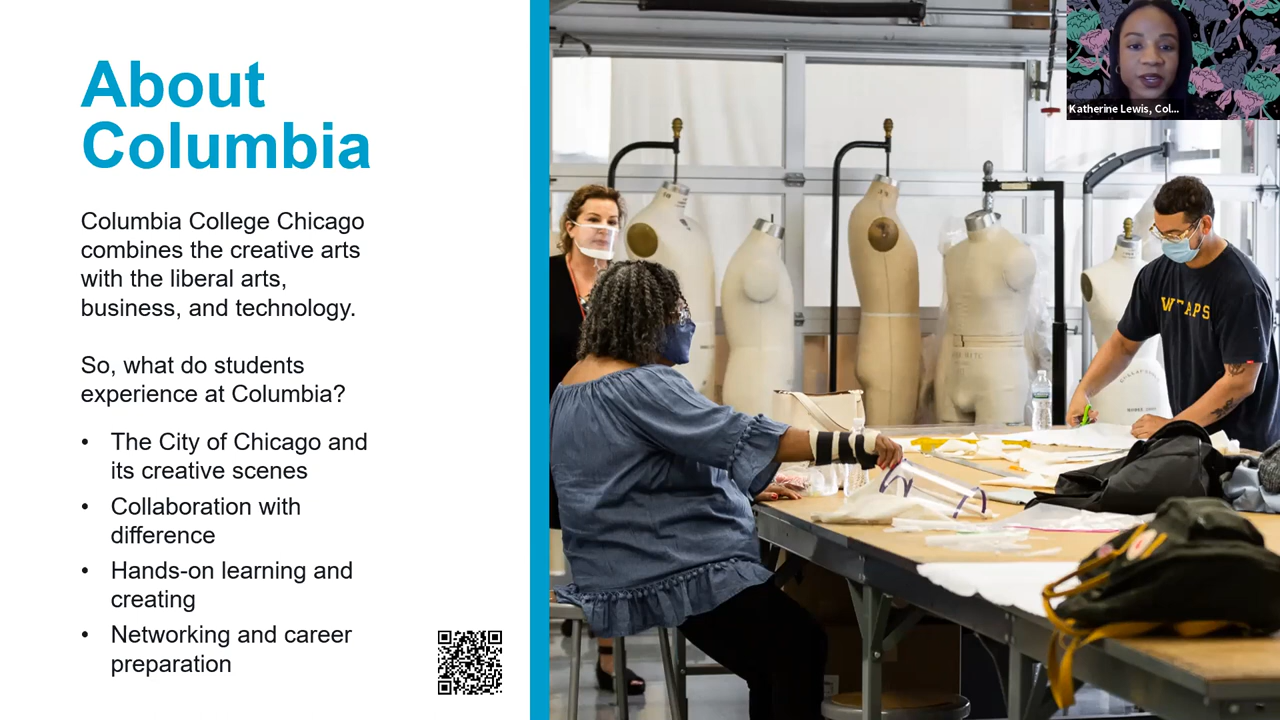 About
Columbia
Columbia College Chicago
combines the creative arts
with the liberal arts,
business, and technology.
So, what do students
experience at Columbia?
• The City of Chicago and
its creative scenes
• Collaboration with
difference
• Hands-on learning and
creating
• Networking and career
preparation
Katherine Lewis, Col...